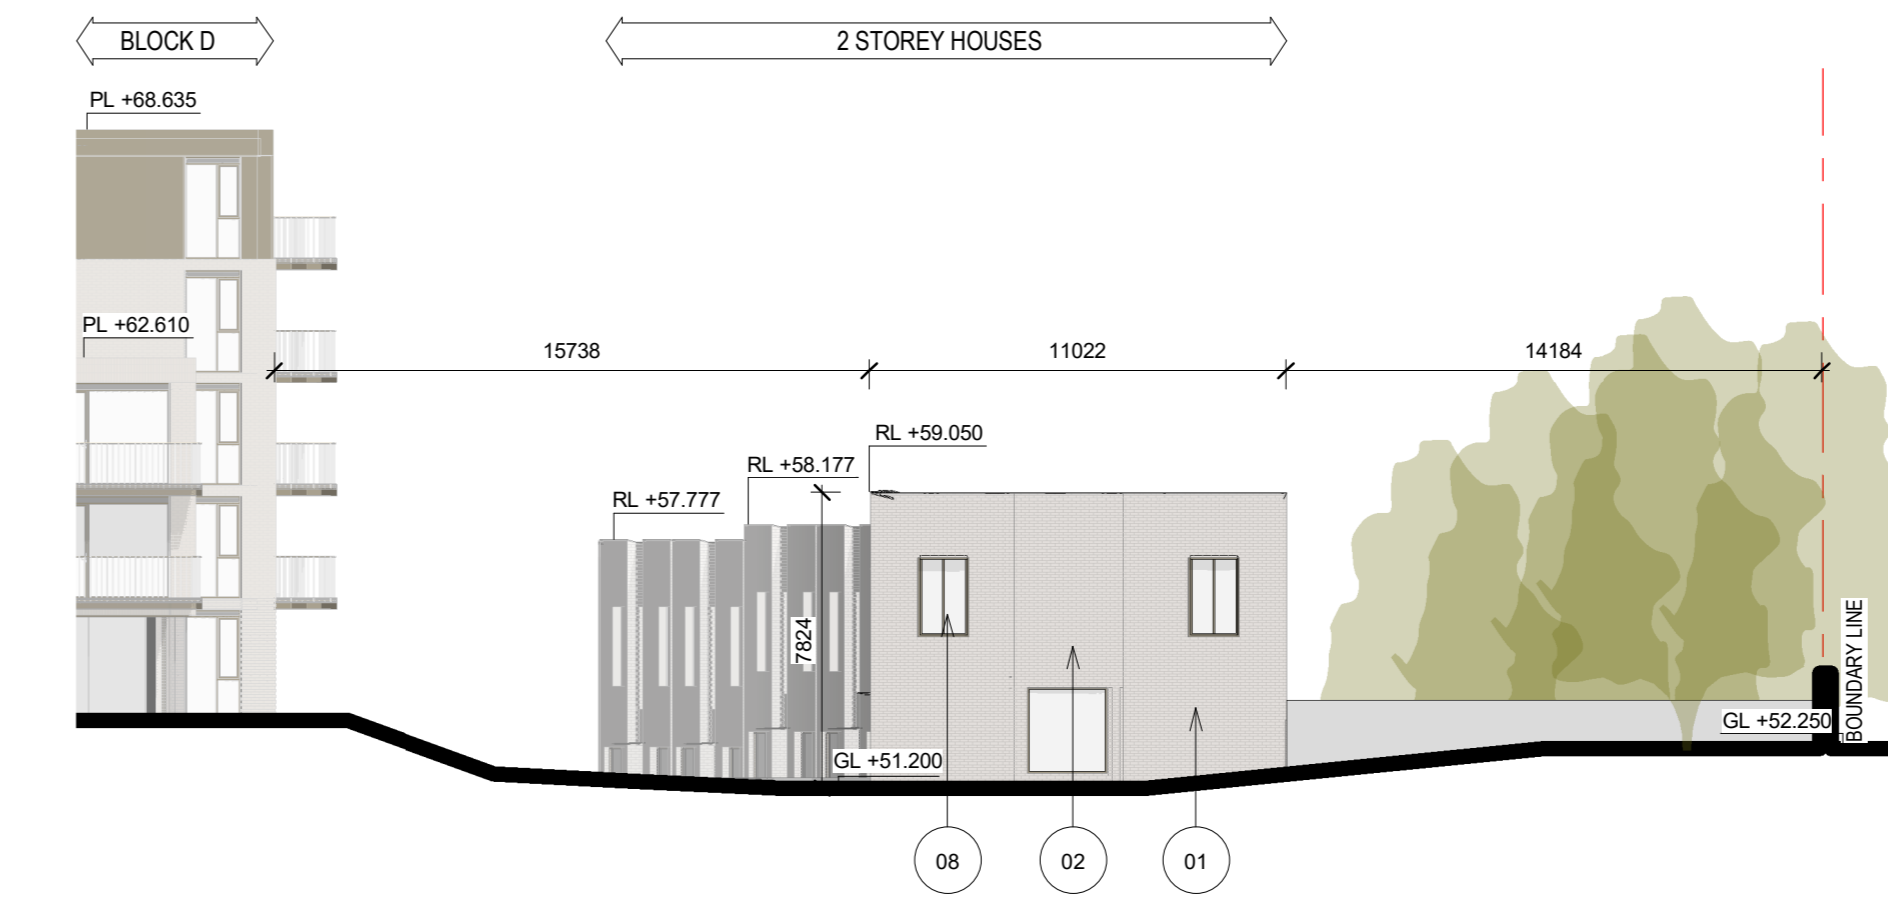 BLOCK D
2 STOREY HOUSES
PL +68.635
PL +62.610
15738
11022
14184
RL +59.050
RL +58.177
RL +57.777
7824
GL +51.200
GL +52.250
BOUNDARY LINE
08
02
01